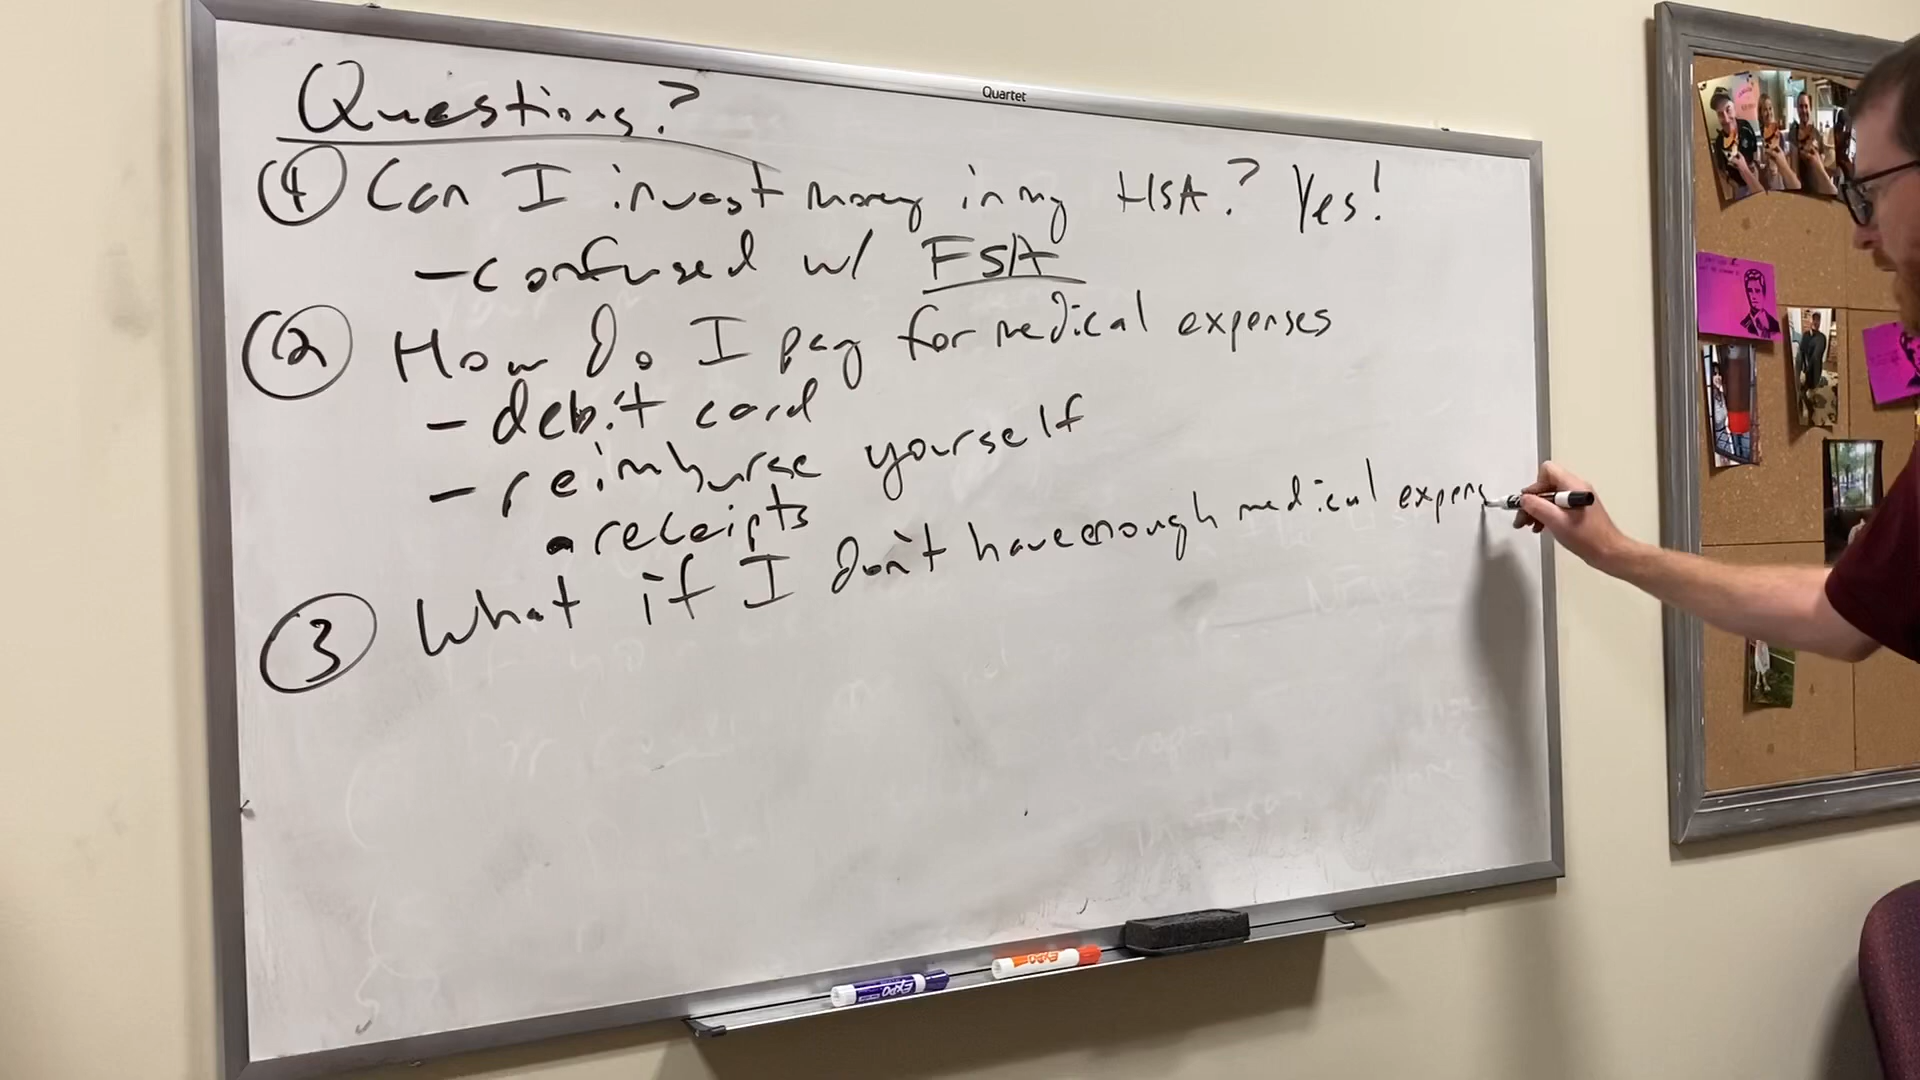 Quartet
Questions?
① Can I invest money in my HSA? Yes!
- confused w/ FSA
② How do I pay for medical expenses
- debit card
- reimburse yourself
- receipts
③ What if I don't have enough medical expens
EXPO
EXPO